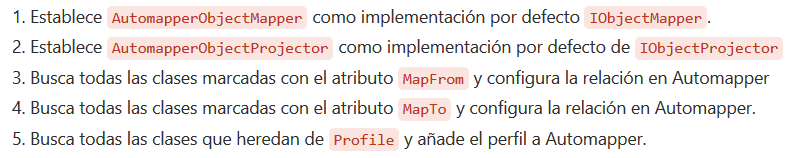 1. Establece AutomapperObjectMapper como implementación por defecto IObjectMapper.
2. Establece AutomapperObjectProjector como implementación por defecto de IObjectProjector
3. Busca todas las clases marcadas con el atributo MapFrom y configura la relación en Automapper
4. Busca todas las clases marcadas con el atributo MapTo y configura la relación en Automapper.
5. Busca todas las clases que heredan de Profile y añade el perfil a Automapper.